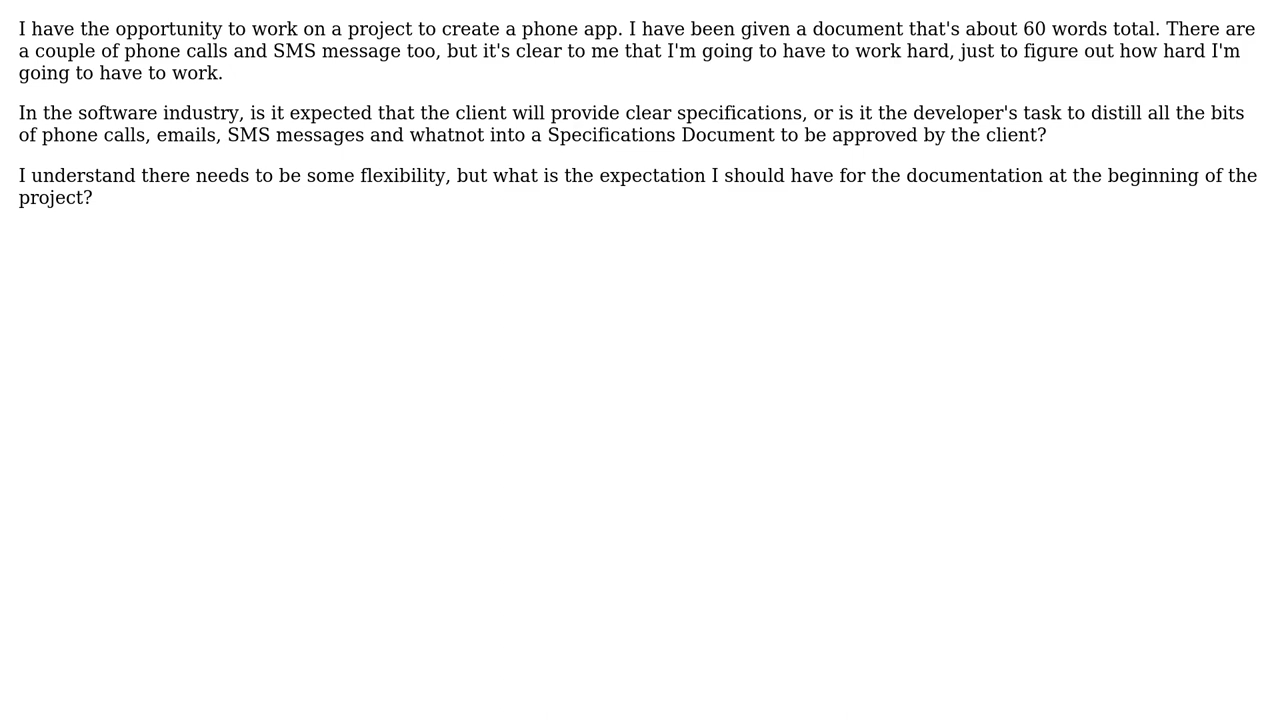 I have the opportunity to work on a project to create a phone app. I have been given a document that's about 60 words total. There are
a couple of phone calls and SMS message too, but it's clear to me that I'm going to have to work hard, just to figure out how hard I'm
going to have to work.
In the software industry, is it expected that the client will provide clear specifications, or is it the developer's task to distill all the bits
of phone calls, emails, SMS messages and whatnot into a Specifications Document to be approved by the client?
I understand there needs to be some flexibility, but what is the expectation I should have for the documentation at the beginning of the
project?